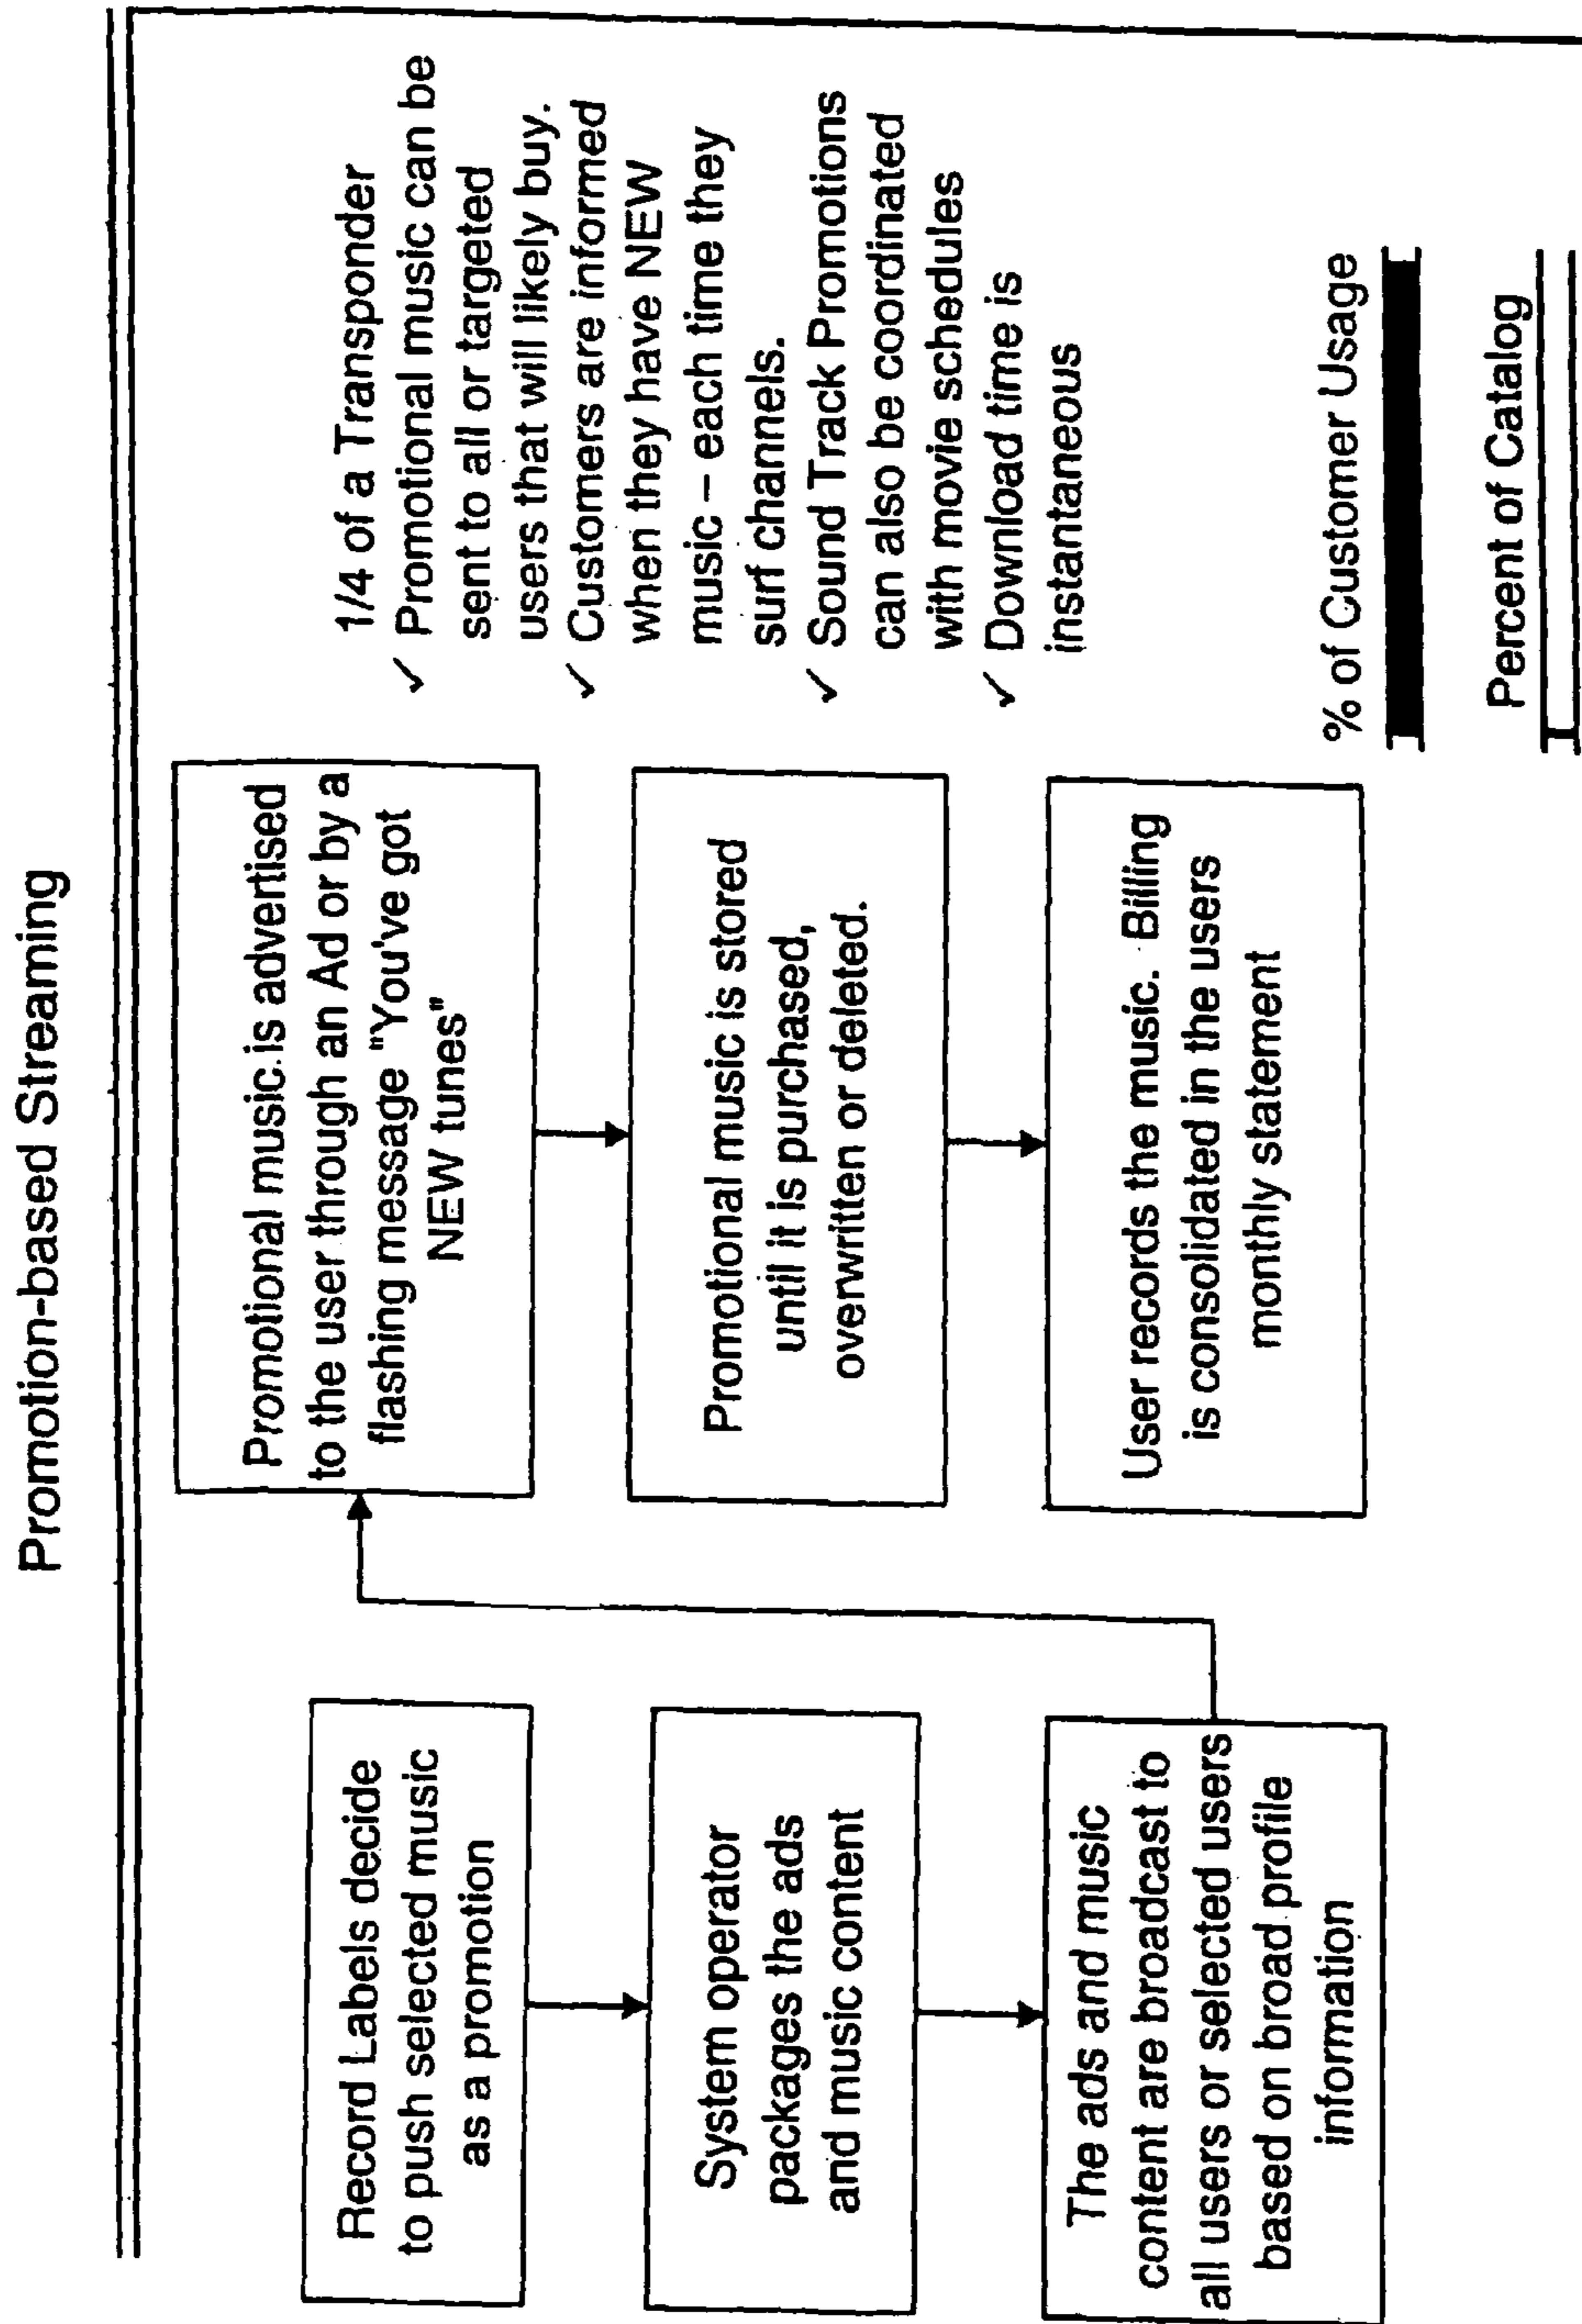 Promotion-based Streaming
Record Labels decide
to push selected music
as a promotion
System operator
packages the ads
and music content
The ads and music
content are broadcast to
all users or selected users
based on broad profile
information
Promotional music is advertised
to the user through an Ad or by a
flashing message "You've got
NEW tunes"
Promotional music is stored
until it is purchased,
overwritten or deleted.
User records the music. Billing
is consolidated in the users
monthly statement
1/4 of a Transponder
✓ Promotional music can be
sent to all or targeted
users that will likely buy.
✓ Customers are informed
when they have NEW
music – each time they
surf channels.
✓ Sound Track Promotions
can also be coordinated
with movie schedules
✓ Download time is
instantaneous
% of Customer Usage
Percent of Catalog